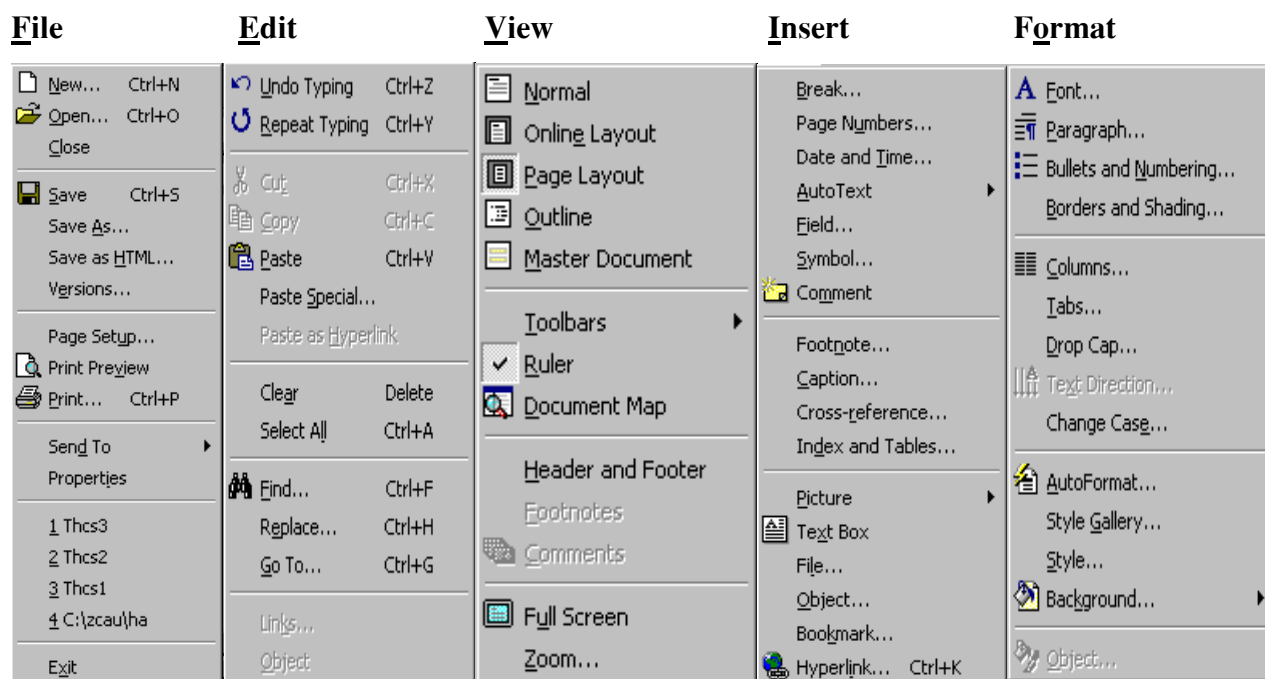 File
Edit
View
Insert
Format
New... Ctrl+N
Open... Ctrl+O
Close
Save Ctrl+S
Save As...
Save as HTML...
Versions...
Page Setup...
Print Preview
Print... Ctrl+P
Send To
Properties
1 Thcs3
2 Thcs2
3 Thcs1
4 C:\zcau\ha
Exit
Undo Typing Ctrl+Z
Repeat Typing Ctrl+Y
Cut Ctrl+X
Copy Ctrl+C
Paste Ctrl+V
Paste Special...
Paste as Hyperlink
Clear Delete
Select All Ctrl+A
Find... Ctrl+F
Replace... Ctrl+H
Go To... Ctrl+G
Links...
Object
Normal
Online Layout
Page Layout
Outline
Master Document
Toolbars
Ruler
Document Map
Header and Footer
Footnotes
Comments
Full Screen
Zoom...
Break...
Page Numbers...
Date and Time...
AutoText
Field...
Symbol...
Comment
Footnote...
Caption...
Cross-reference...
Index and Tables...
Picture
Text Box
File...
Object...
Bookmark...
Hyperlink... Ctrl+K
Font...
Paragraph...
Bullets and Numbering...
Borders and Shading...
Columns...
Tabs...
Drop Cap...
Text Direction...
Change Case...
AutoFormat...
Style Gallery...
Style...
Background...
Object...